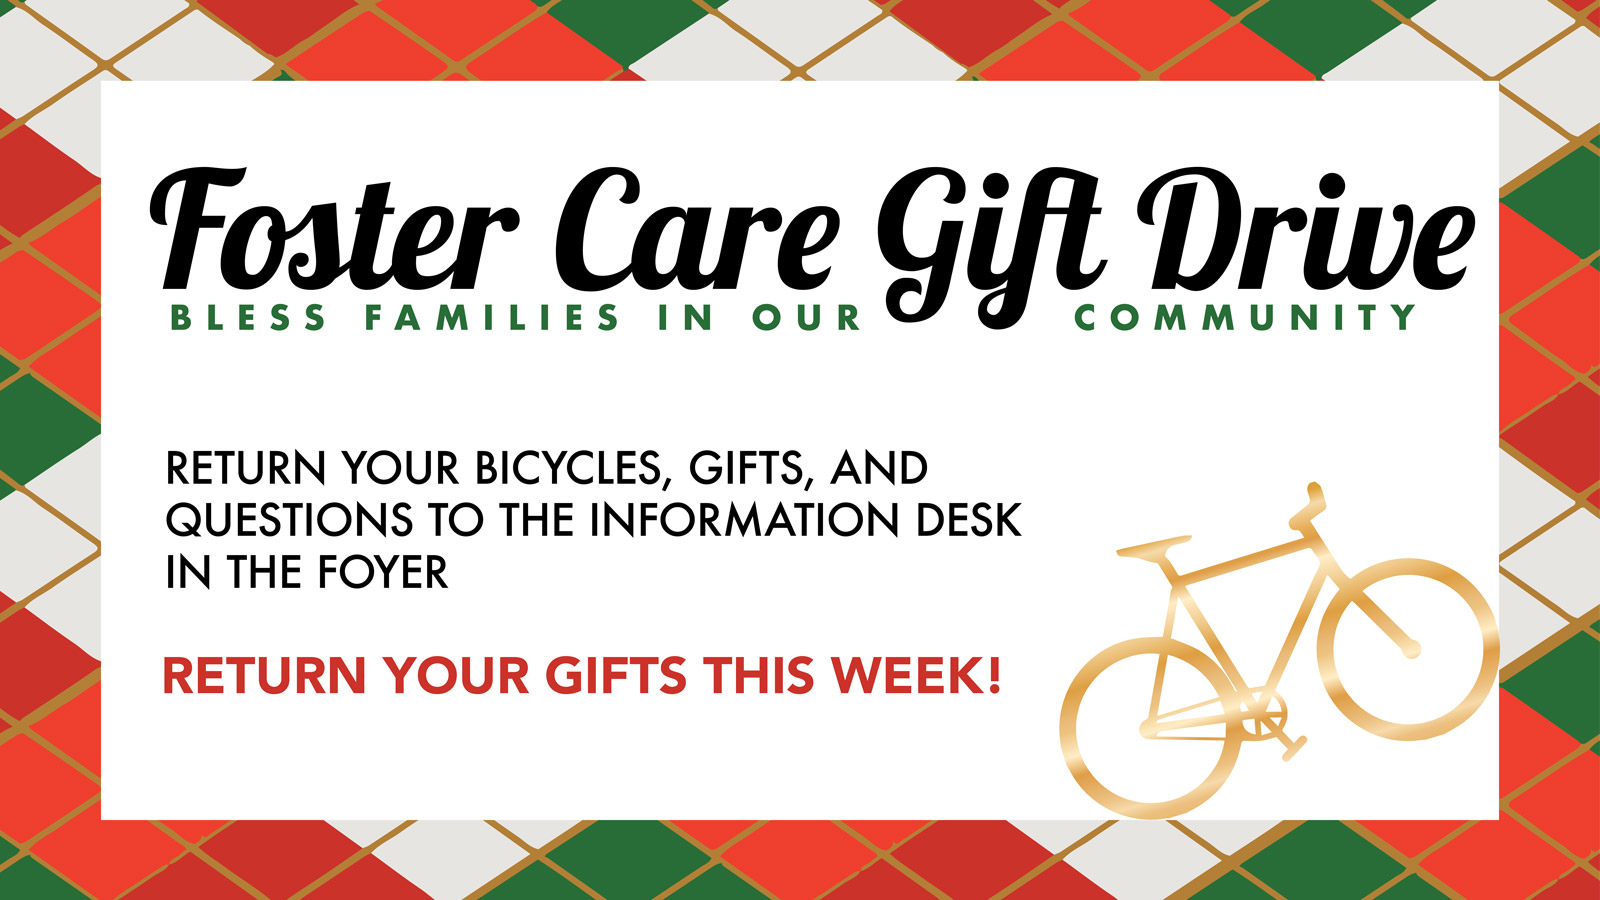 Foster Care Gift Drive
BLESS FAMILIES IN OUR COMMUNITY
RETURN YOUR BICYCLES, GIFTS, AND
QUESTIONS TO THE INFORMATION DESK
IN THE FOYER
RETURN YOUR GIFTS THIS WEEK!